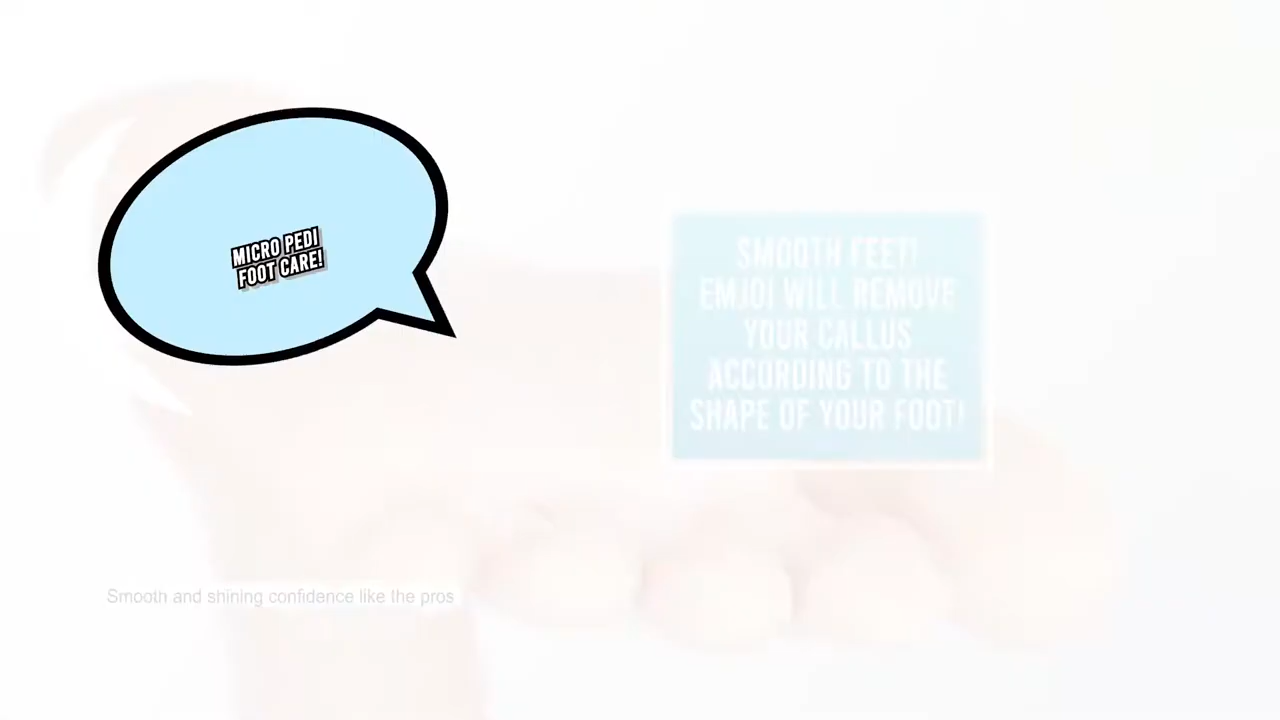 MICRO PEDI
FOOT CARE!
SMOOTH FEET!
EMJOI WILL REMOVE
YOUR CALLUS
ACCORDING TO THE
SHAPE OF YOUR FOOT!
Smooth and shining confidence like the pros